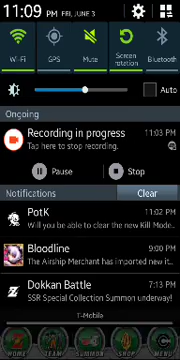 11:09 PM FRI, JUNE 3
Wi-Fi GPS Mute Screen rotation Bluetooth
Auto
Ongoing
Recording in progress 11:03 PM
Tap here to stop recording.
Pause Stop
Notifications Clear
PotK 11:02 PM
Will you be able to clear the new Kill Mode..
Bloodline 9:00 PM
The Airship Merchant has imported new it..
Dokkan Battle 7:13 PM
SSR Special Collection Summon underway!
T-Mobile
HOME TEAM SUMMON SHOP MENU